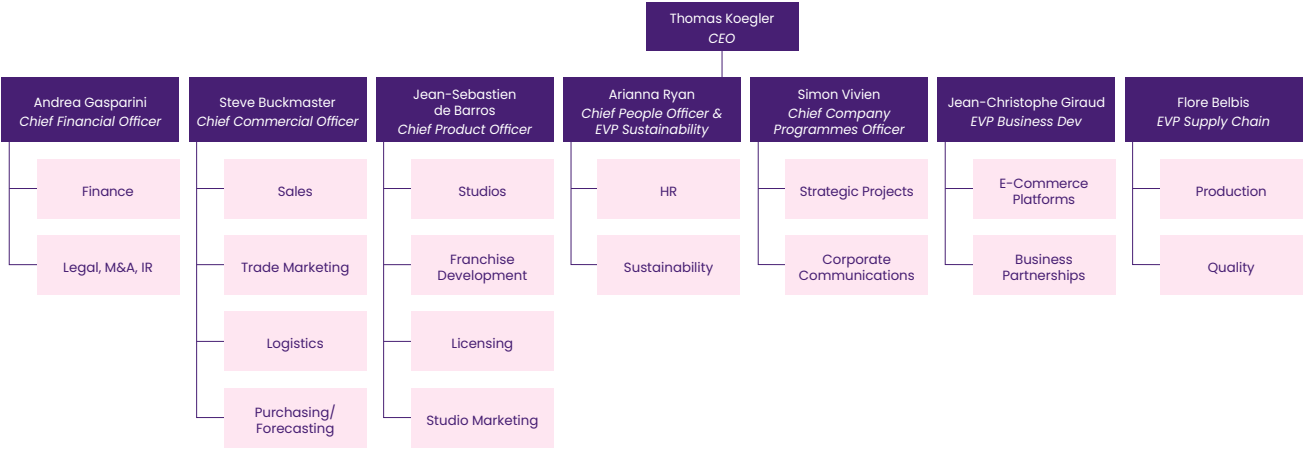 Thomas Koegler
CEO
Andrea Gasparini
Chief Financial Officer
Steve Buckmaster
Chief Commercial Officer
Jean-Sebastien
de Barros
Chief Product Officer
Arianna Ryan
Chief People Officer &
EVP Sustainability
Simon Vivien
Chief Company
Programmes Officer
Jean-Christophe Giraud
EVP Business Dev
Flore Belbis
EVP Supply Chain
Finance
Legal, M&A, IR
Sales
Trade Marketing
Logistics
Purchasing/
Forecasting
Studios
Franchise
Development
Licensing
Studio Marketing
HR
Sustainability
Strategic Projects
Corporate
Communications
E-Commerce
Platforms
Business
Partnerships
Production
Quality